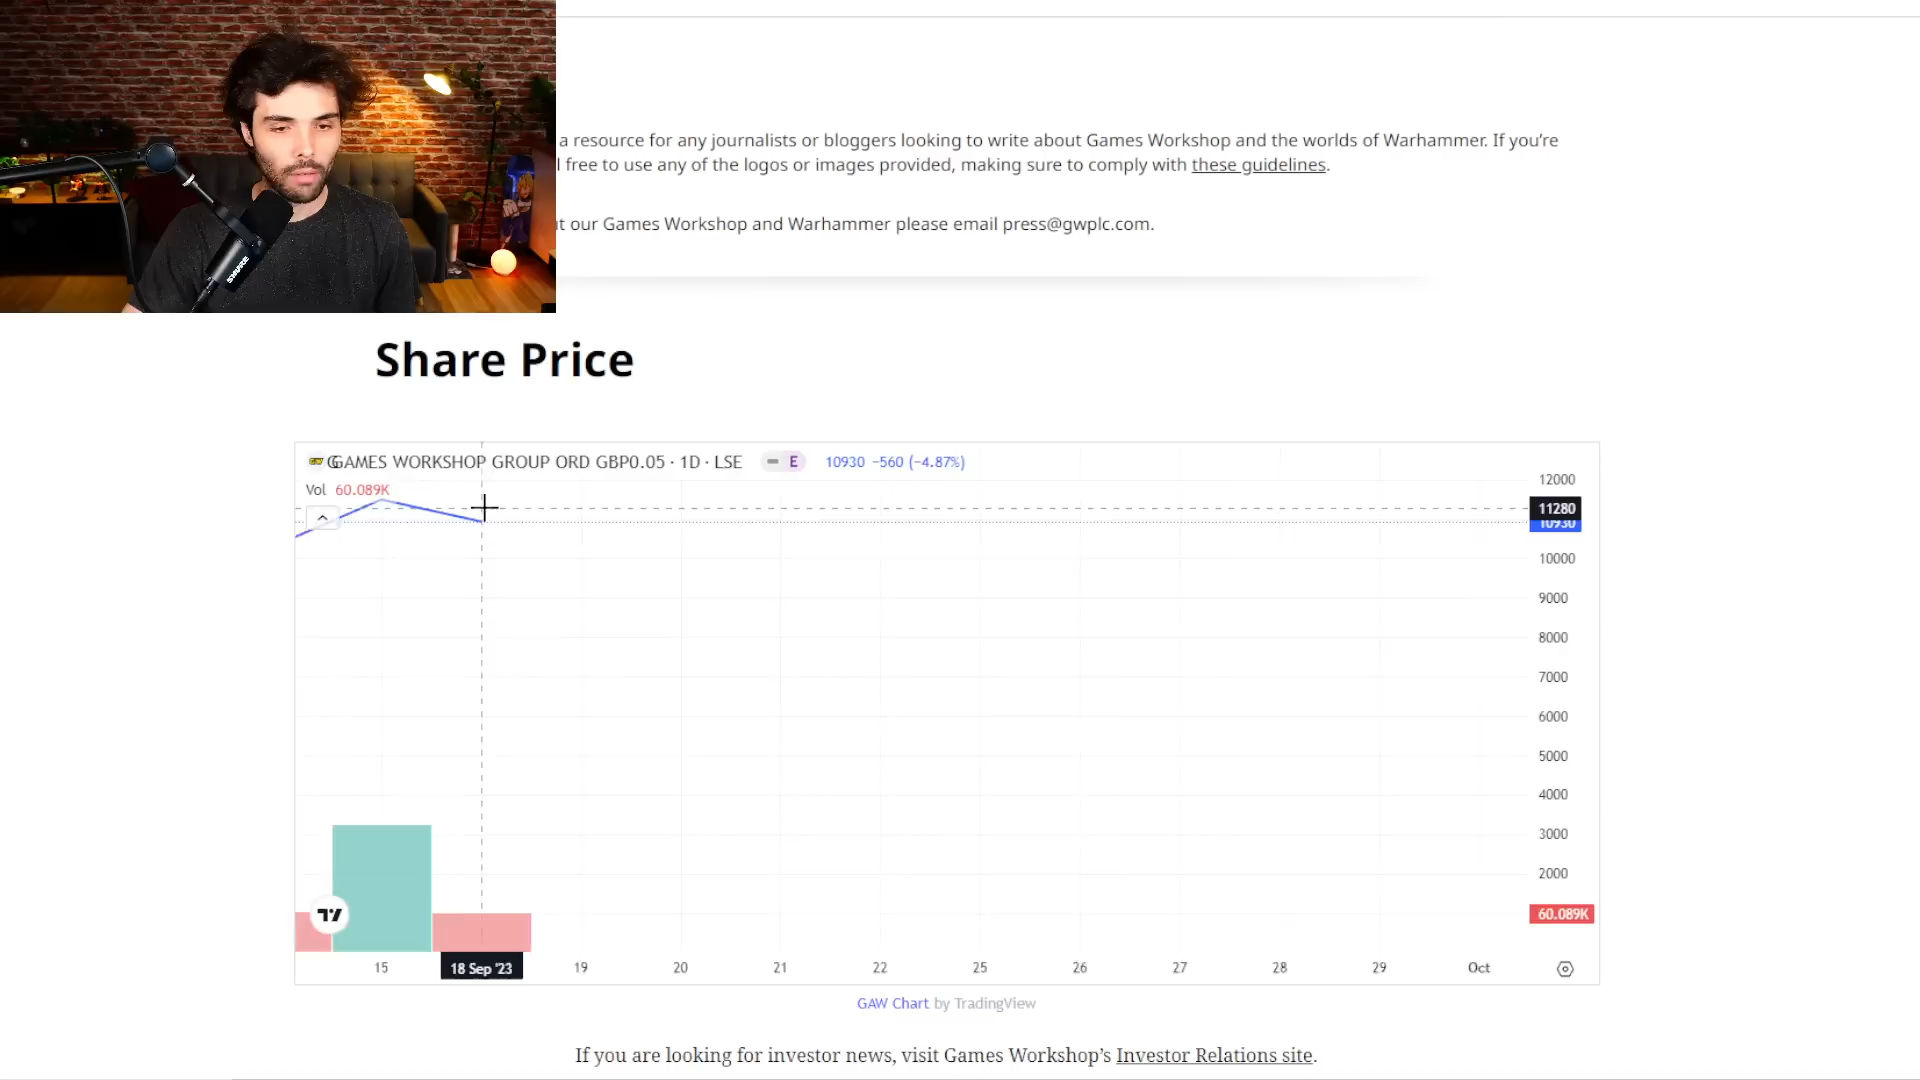 a resource for any journalists or bloggers looking to write about Games Workshop and the worlds of Warhammer. If you're
free to use any of the logos or images provided, making sure to comply with these guidelines.
our Games Workshop and Warhammer please email press@gwplc.com.
SHURE
Share Price
GAMES WORKSHOP GROUP ORD GBP0.05 · 1D · LSE
E
10930 −560 (−4.87%)
Vol 60.089K
12000
11280
10930
10000
9000
8000
7000
6000
5000
4000
3000
2000
60.089K
15
18 Sep '23
19
20
21
22
25
26
27
28
29
Oct
GAW Chart by TradingView
If you are looking for investor news, visit Games Workshop's Investor Relations site.